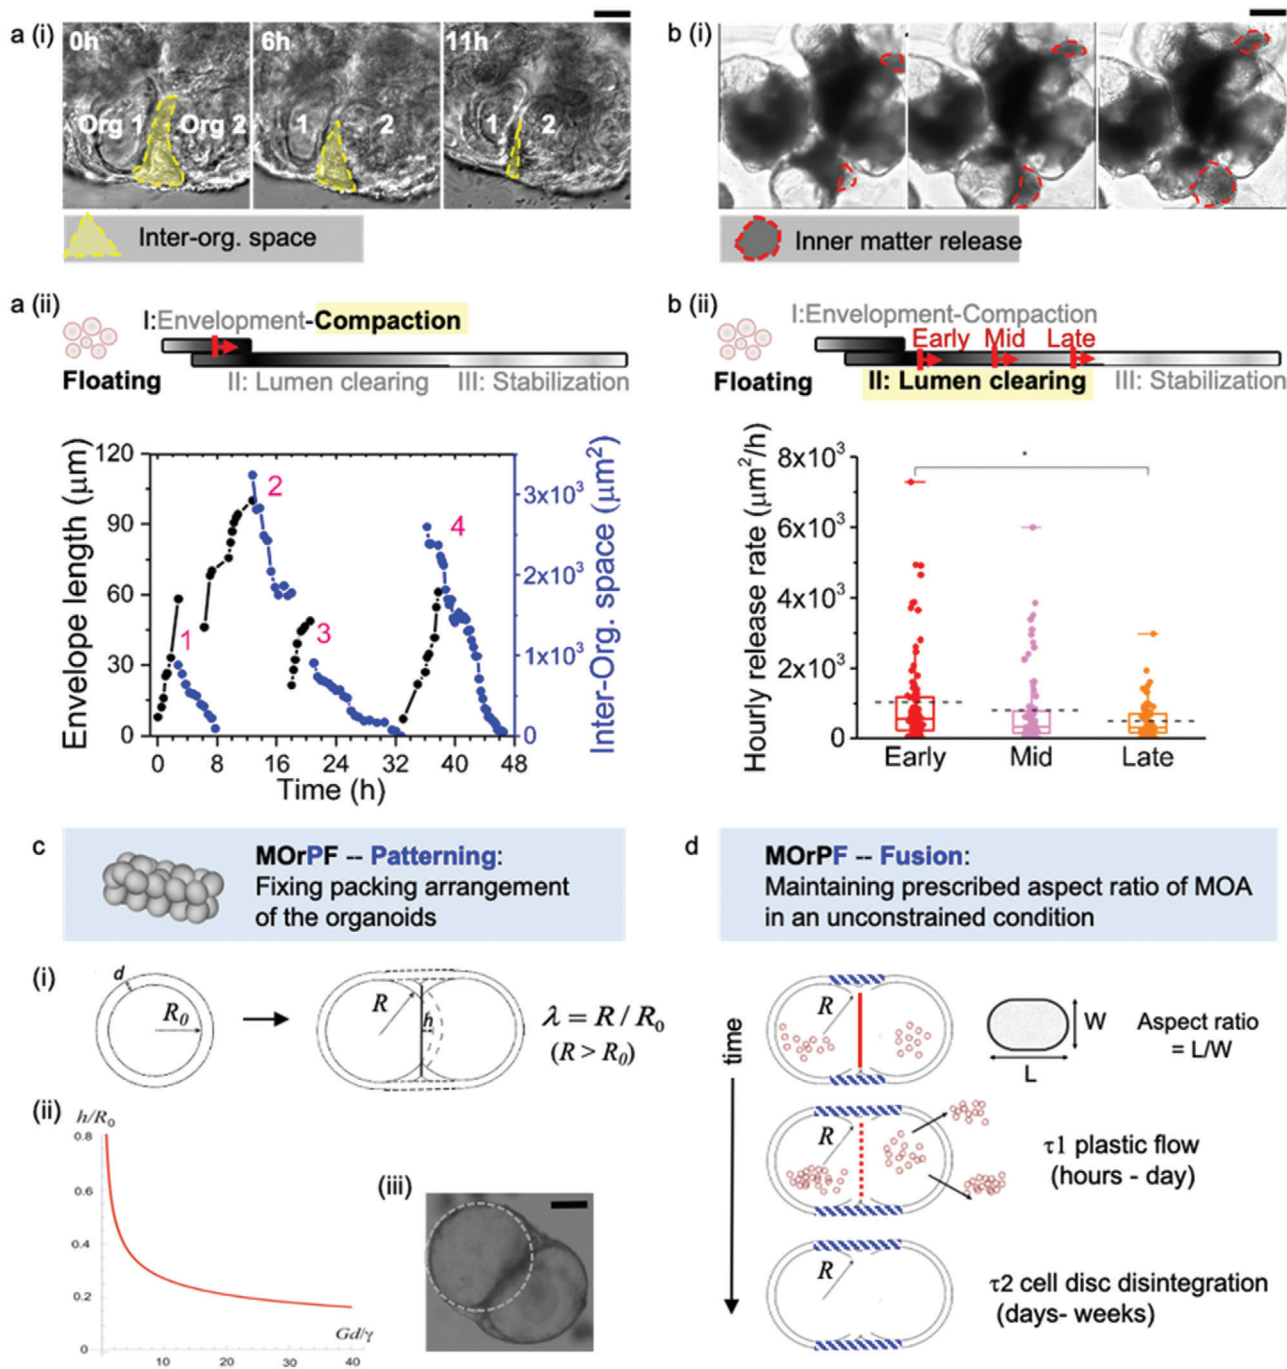 a (i)
0h
6h
11h
Org 1
Org 2
1
2
1
2
Inter-org. space
b (i)
Inner matter release
a (ii)
I:Envelopment-Compaction
Floating
II: Lumen clearing
III: Stabilization
Envelope length (μm)
120
90
60
30
0
1
2
3
4
3x10³
2x10³
1x10³
0
Inter-Org. space (μm²)
0
8
16
24
32
40
48
Time (h)
b (ii)
I:Envelopment-Compaction
Early
Mid
Late
Floating
II: Lumen clearing
III: Stabilization
Hourly release rate (μm²/h)
8x10³
6x10³
4x10³
2x10³
0
*
Early
Mid
Late
c
MOrPF -- Patterning:
Fixing packing arrangement
of the organoids
(i)
d
R₀
R
h
λ = R / R₀
(R > R₀)
(ii)
h/R₀
0.8
0.6
0.4
0.2
0
10
20
30
40
Gd/γ
(iii)
d
MOrPF -- Fusion:
Maintaining prescribed aspect ratio of MOA
in an unconstrained condition
time
R
W
L
Aspect ratio
= L/W
R
τ1 plastic flow
(hours - day)
R
τ2 cell disc disintegration
(days- weeks)